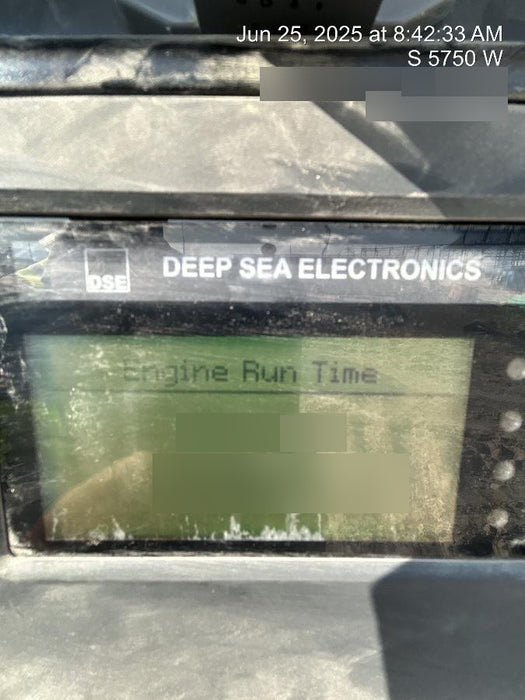 Jun 25, 2025 at 8:42:33 AM
S 5750 W
DSE
DEEP SEA ELECTRONICS
Engine Run Time